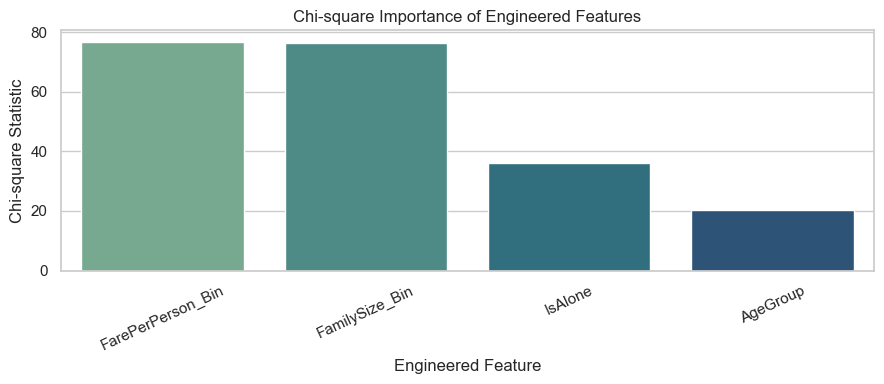 Chi-square Importance of Engineered Features
Chi-square Statistic
80
60
40
20
0
FarePerPerson_Bin
FamilySize_Bin
IsAlone
AgeGroup
Engineered Feature